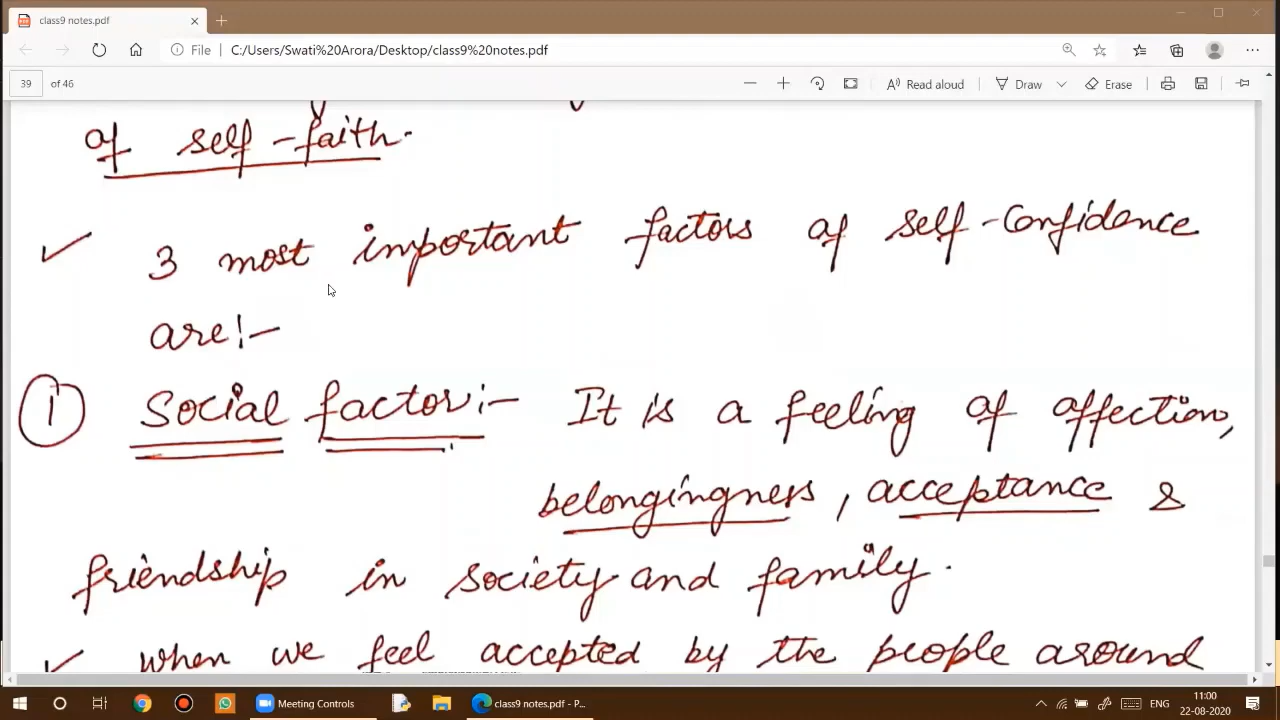 class9 notes.pdf
File C:/Users/Swati%20Arora/Desktop/class9%20notes.pdf
39 of 46 Read aloud Draw Erase
of self-faith.
3 most important factors of self-confidence
are:-
1 Social factor:- It is a feeling of affection,
belongingness, acceptance &
friendship in society and family.
when we feel accepted by the people around
Meeting Controls class9 notes.pdf - P... ENG 11:00
22-08-2020